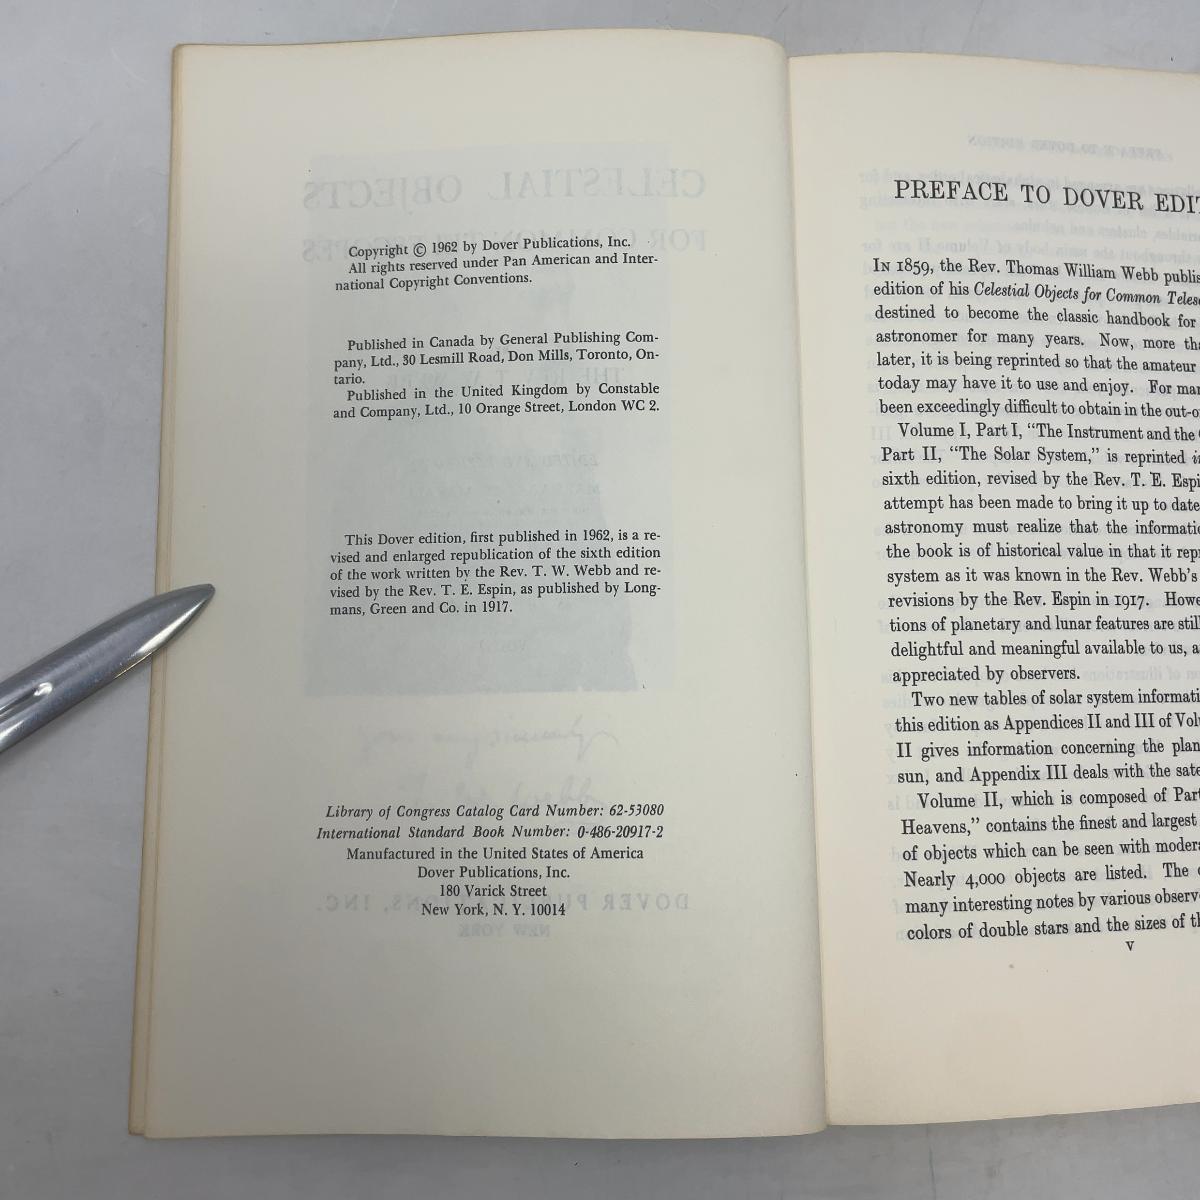 Copyright © 1962 by Dover Publications, Inc.
All rights reserved under Pan American and Inter-
national Copyright Conventions.
Published in Canada by General Publishing Com-
pany, Ltd., 30 Lesmill Road, Don Mills, Toronto, On-
tario.
Published in the United Kingdom by Constable
and Company, Ltd., 10 Orange Street, London WC 2.
This Dover edition, first published in 1962, is a re-
vised and enlarged republication of the sixth edition
of the work written by the Rev. T. W. Webb and re-
vised by the Rev. T. E. Espin, as published by Long-
mans, Green and Co. in 1917.
Library of Congress Catalog Card Number: 62-53080
International Standard Book Number: 0-486-20917-2
Manufactured in the United States of America
Dover Publications, Inc.
180 Varick Street
New York, N. Y. 10014
PREFACE TO DOVER EDIT
IN 1859, the Rev. Thomas William Webb publis
edition of his Celestial Objects for Common Telesc
destined to become the classic handbook for
astronomer for many years. Now, more tha
later, it is being reprinted so that the amateur
today may have it to use and enjoy. For man
been exceedingly difficult to obtain in the out-o
Volume I, Part I, "The Instrument and the
Part II, "The Solar System," is reprinted in
sixth edition, revised by the Rev. T. E. Espi
attempt has been made to bring it up to date
astronomy must realize that the informatio
the book is of historical value in that it repr
system as it was known in the Rev. Webb's
revisions by the Rev. Espin in 1917. Howe
tions of planetary and lunar features are still
delightful and meaningful available to us, a
appreciated by observers.
Two new tables of solar system informati
this edition as Appendices II and III of Vol
II gives information concerning the plan
sun, and Appendix III deals with the sate
Volume II, which is composed of Part
Heavens," contains the finest and largest
of objects which can be seen with modera
Nearly 4,000 objects are listed. The
many interesting notes by various observ
colors of double stars and the sizes of th
V